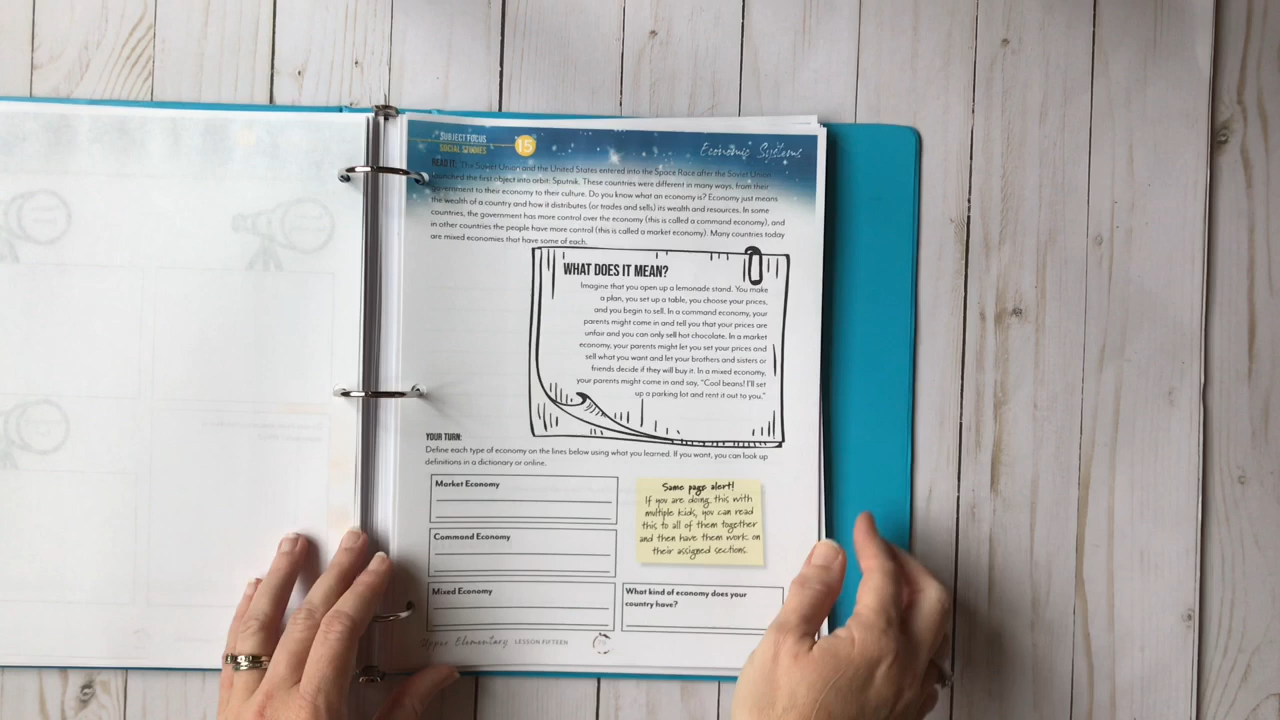 SUBJECT FOCUS
SOCIAL STUDIES
15
Economic Systems
READ IT: The Soviet Union and the United States entered into the Space Race after the Soviet Union
launched the first object into orbit: Sputnik. These countries were different in many ways, from their
government to their economy to their culture. Do you know what an economy is? Economy just means
the wealth of a country and how it distributes (or trades and sells) its wealth and resources. In some
countries, the government has more control over the economy (this is called a command economy), and
in other countries the people have more control (this is called a market economy). Many countries today
are mixed economies that have some of each.
WHAT DOES IT MEAN?
Imagine that you open up a lemonade stand. You make
a plan, you set up a table, you choose your prices,
and you begin to sell. In a command economy, your
parents might come in and tell you that your prices are
unfair and you can only sell hot chocolate. In a market
economy, your parents might let you set your prices and
sell what you want and let your brothers and sisters or
friends decide if they will buy it. In a mixed economy,
your parents might come in and say, "Cool beans! I'll set
up a parking lot and rent it out to you."
YOUR TURN:
Define each type of economy on the lines below using what you learned. If you want, you can look up
definitions in a dictionary or online.
Market Economy
Command Economy
Mixed Economy
Same page alert!
If you are doing this with
multiple kids, you can read
this to all of them together
and then have them work on
their assigned sections.
What kind of economy does your
country have?
Upper Elementary LESSON FIFTEEN